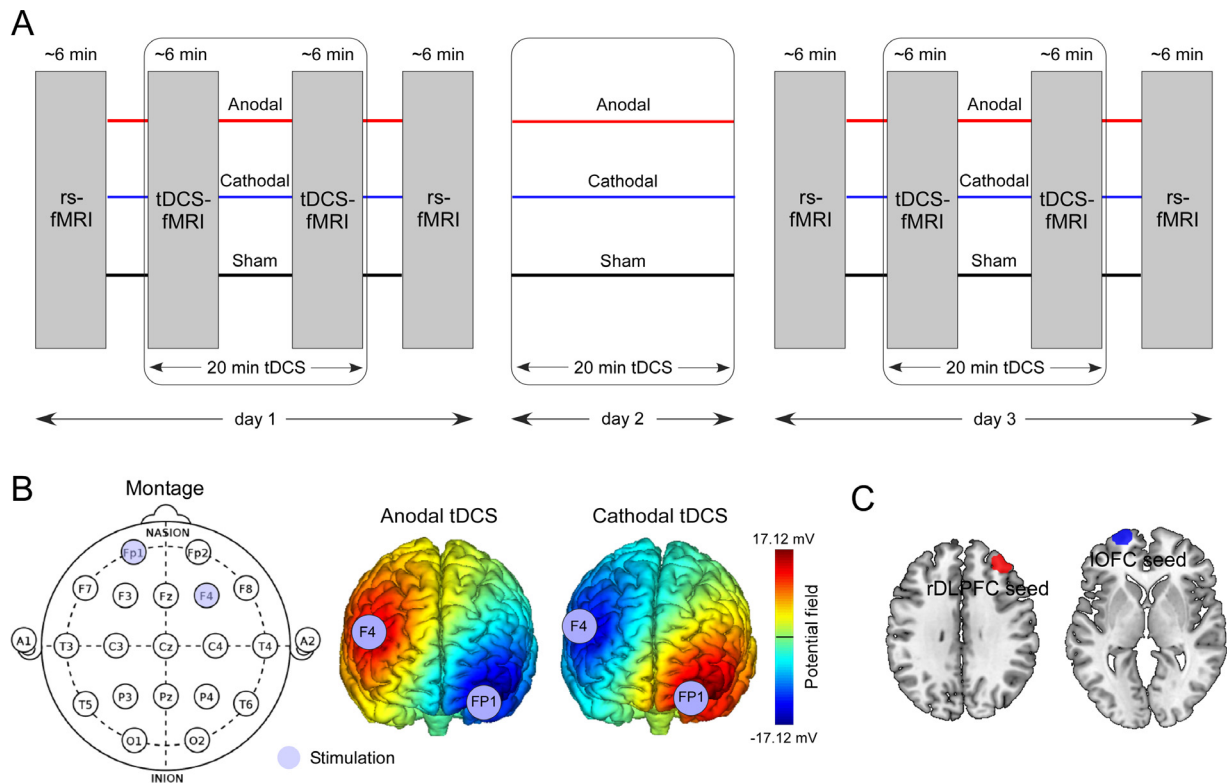 A
~6 min ~6 min ~6 min ~6 min ~6 min ~6 min ~6 min ~6 min
Anodal Anodal Anodal
Cathodal Cathodal Cathodal
rs-
fMRI
tDCS-
fMRI
tDCS-
fMRI
rs-
fMRI
rs-
fMRI
tDCS-
fMRI
tDCS-
fMRI
rs-
fMRI
Sham Sham Sham
20 min tDCS 20 min tDCS 20 min tDCS
day 1 day 2 day 3
B
Montage
NASION
Fp1 Fp2
F7 F3 Fz F4 F8
A1 T3 C3 Cz C4 T4 A2
T5 P3 Pz P4 T6
O1 O2
INION
Stimulation
Anodal tDCS
F4
FP1
Cathodal tDCS
F4
FP1
17.12 mV
Potential field
-17.12 mV
C
rDLPFC seed
lOFC seed